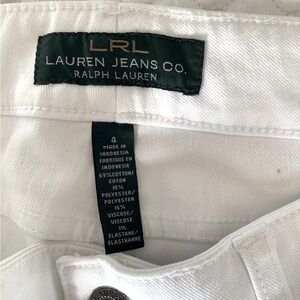 LRL
LAUREN JEANS CO.
RALPH LAUREN
4
MADE IN
INDONESIA
FABRIQUE EN
INDONESIE
69% COTTON/
COTON
15%
POLYESTER/
POLYESTER
15%
VISCOSE/
VISCOSE
1%
ELASTANE/
ELASTHANNE